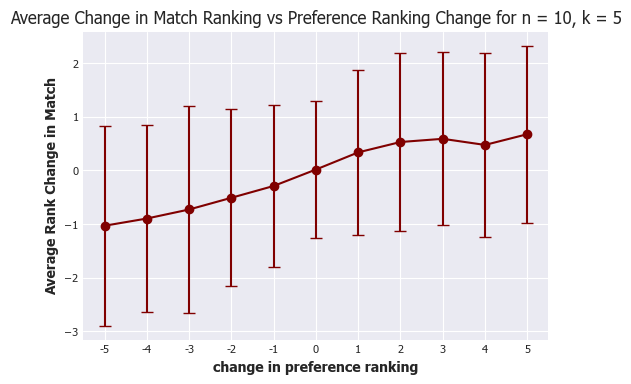 Average Change in Match Ranking vs Preference Ranking Change for n = 10, k = 5
Average Rank Change in Match
2
1
0
−1
−2
−3
-5 -4 -3 -2 -1 0 1 2 3 4 5
change in preference ranking